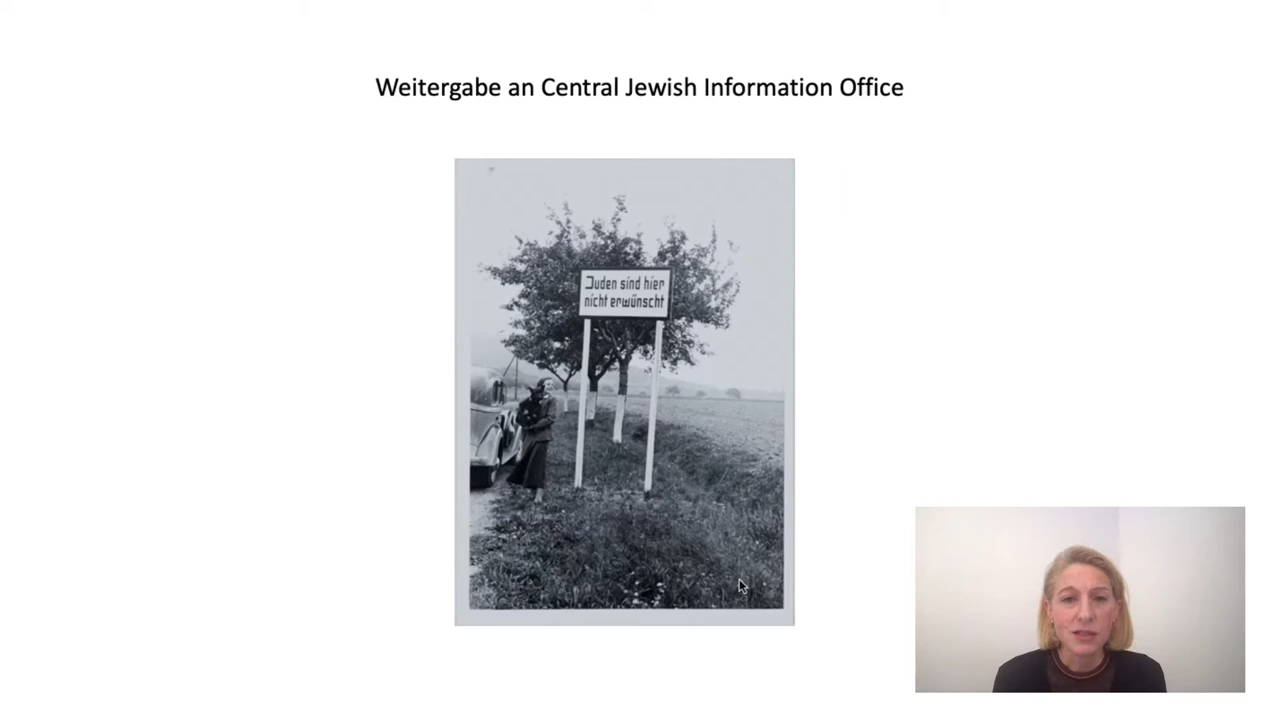 Weitergabe an Central Jewish Information Office
Juden sind hier
nicht erwünscht